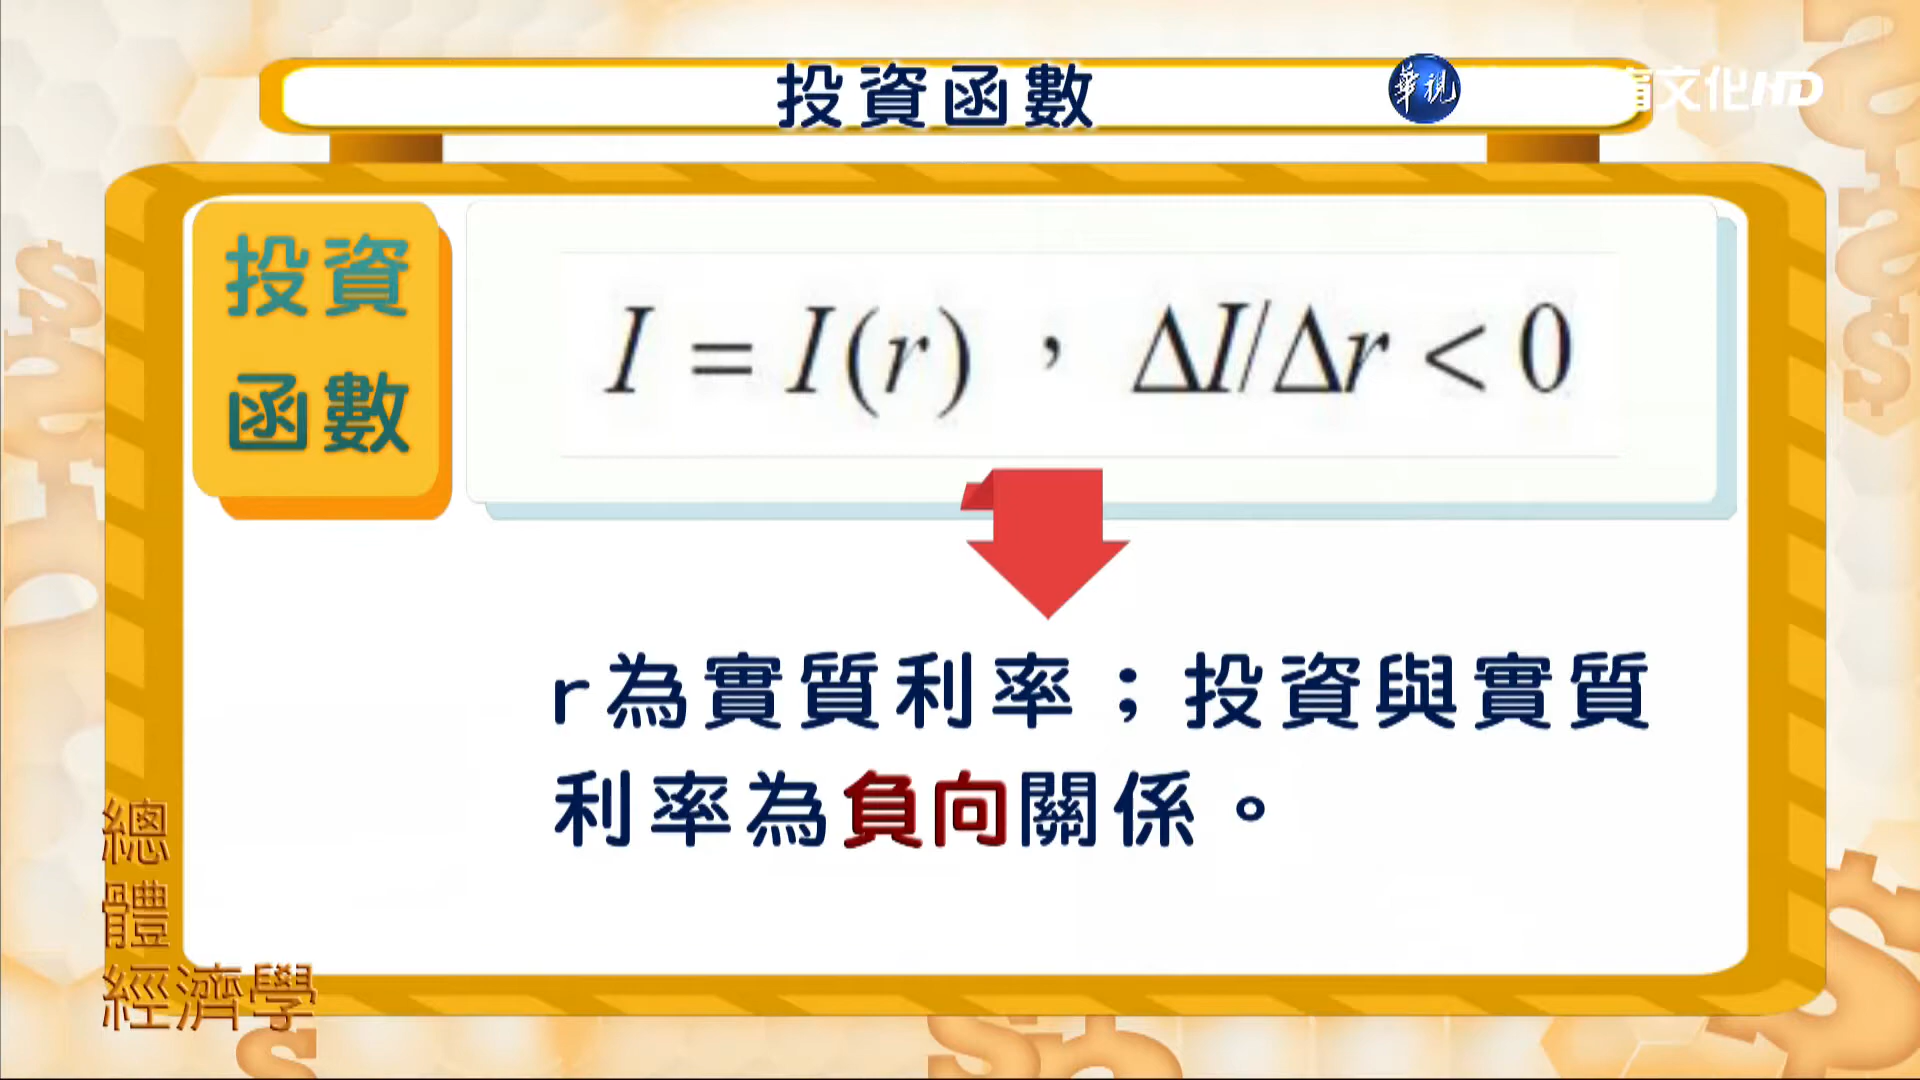 投資函數
華視
育文化HD
投資
函數
I = I(r)，ΔI/Δr < 0
r為實質利率；投資與實質
利率為負向關係。
總
體
經濟學